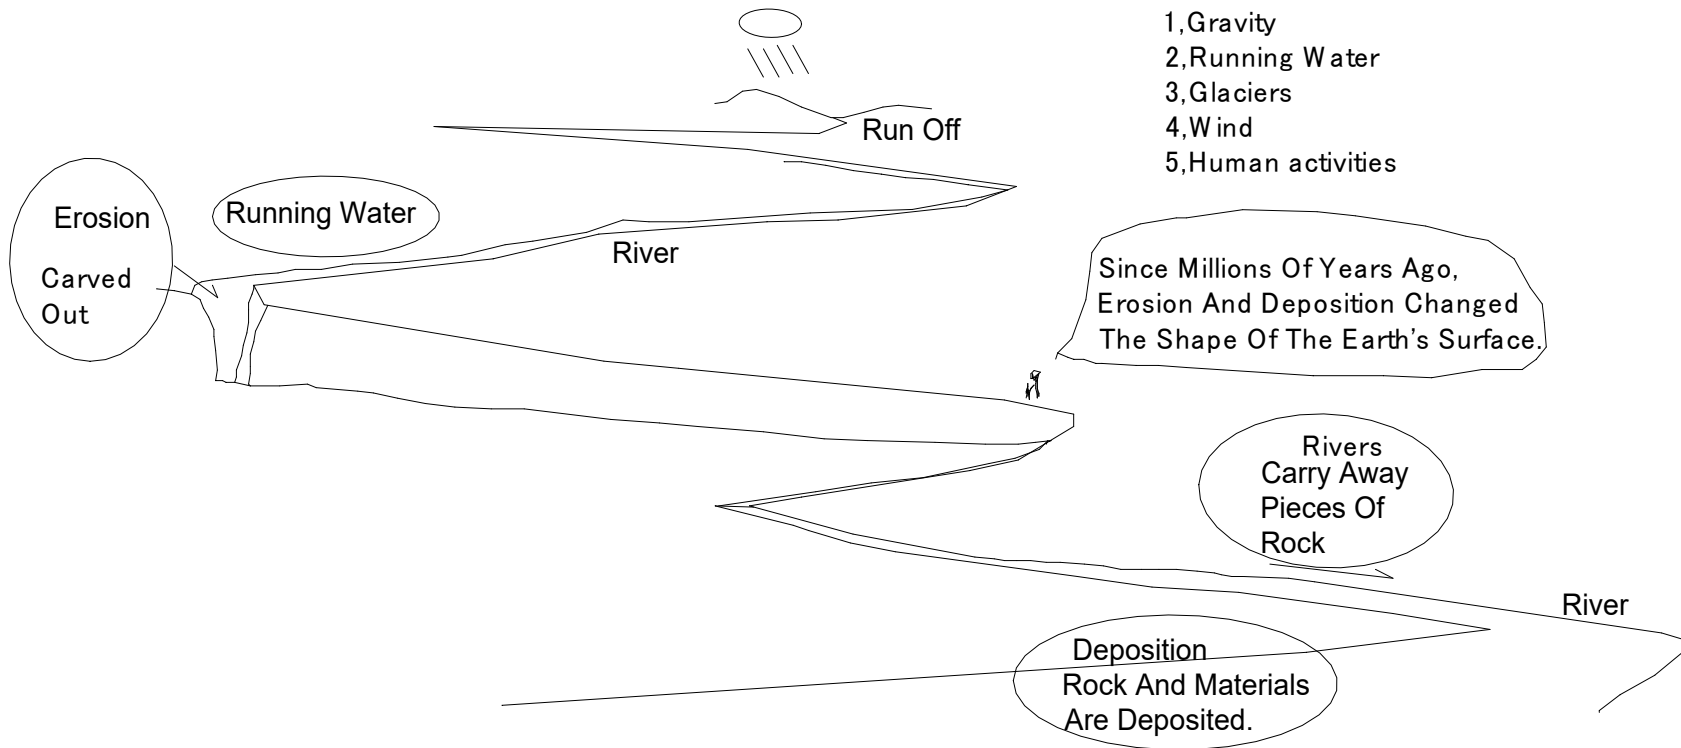 1,Gravity
2,Running Water
3,Glaciers
4,Wind
5,Human activities
Run Off
Erosion
Carved
Out
Running Water
River
Since Millions Of Years Ago,
Erosion And Deposition Changed
The Shape Of The Earth's Surface.
Rivers
Carry Away
Pieces Of
Rock
River
Deposition
Rock And Materials
Are Deposited.